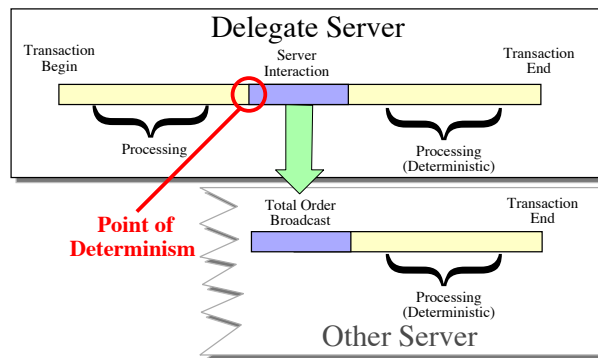 Delegate Server
Transaction
Begin
Server
Interaction
Transaction
End
Processing
Processing
(Deterministic)
Point of
Determinism
Total Order
Broadcast
Transaction
End
Processing
(Deterministic)
Other Server